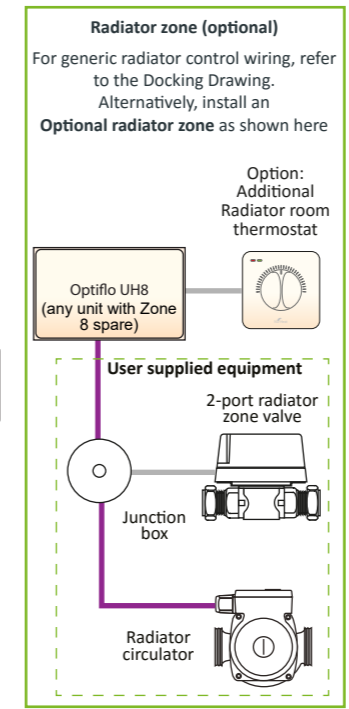 Radiator zone (optional)
For generic radiator control wiring, refer
to the Docking Drawing.
Alternatively, install an
Optional radiator zone as shown here
Option:
Additional
Radiator room
thermostat
Optiflo UH8
(any unit with Zone
8 spare)
User supplied equipment
2-port radiator
zone valve
Junction
box
Radiator
circulator